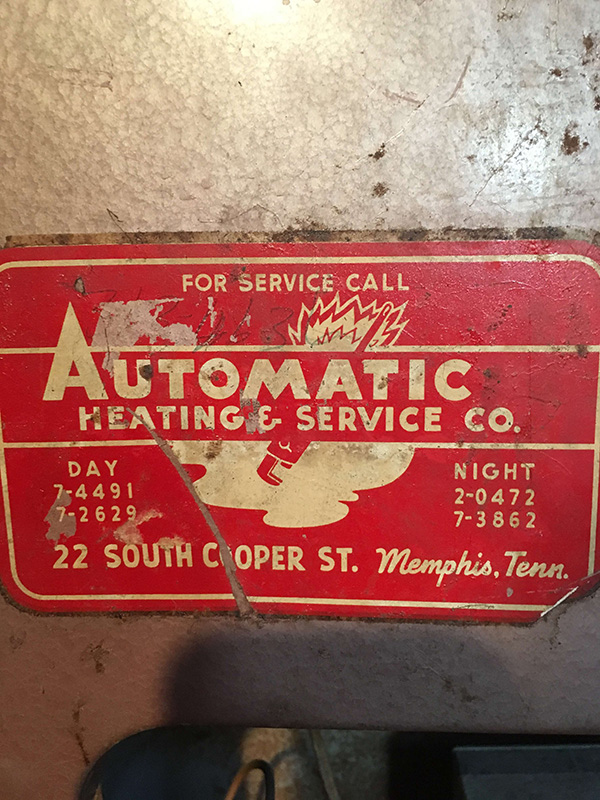 FOR SERVICE CALL
AUTOMATIC
HEATING & SERVICE CO.
DAY
7-4491
7-2629
NIGHT
2-0472
7-3862
22 SOUTH COOPER ST. Memphis, Tenn.